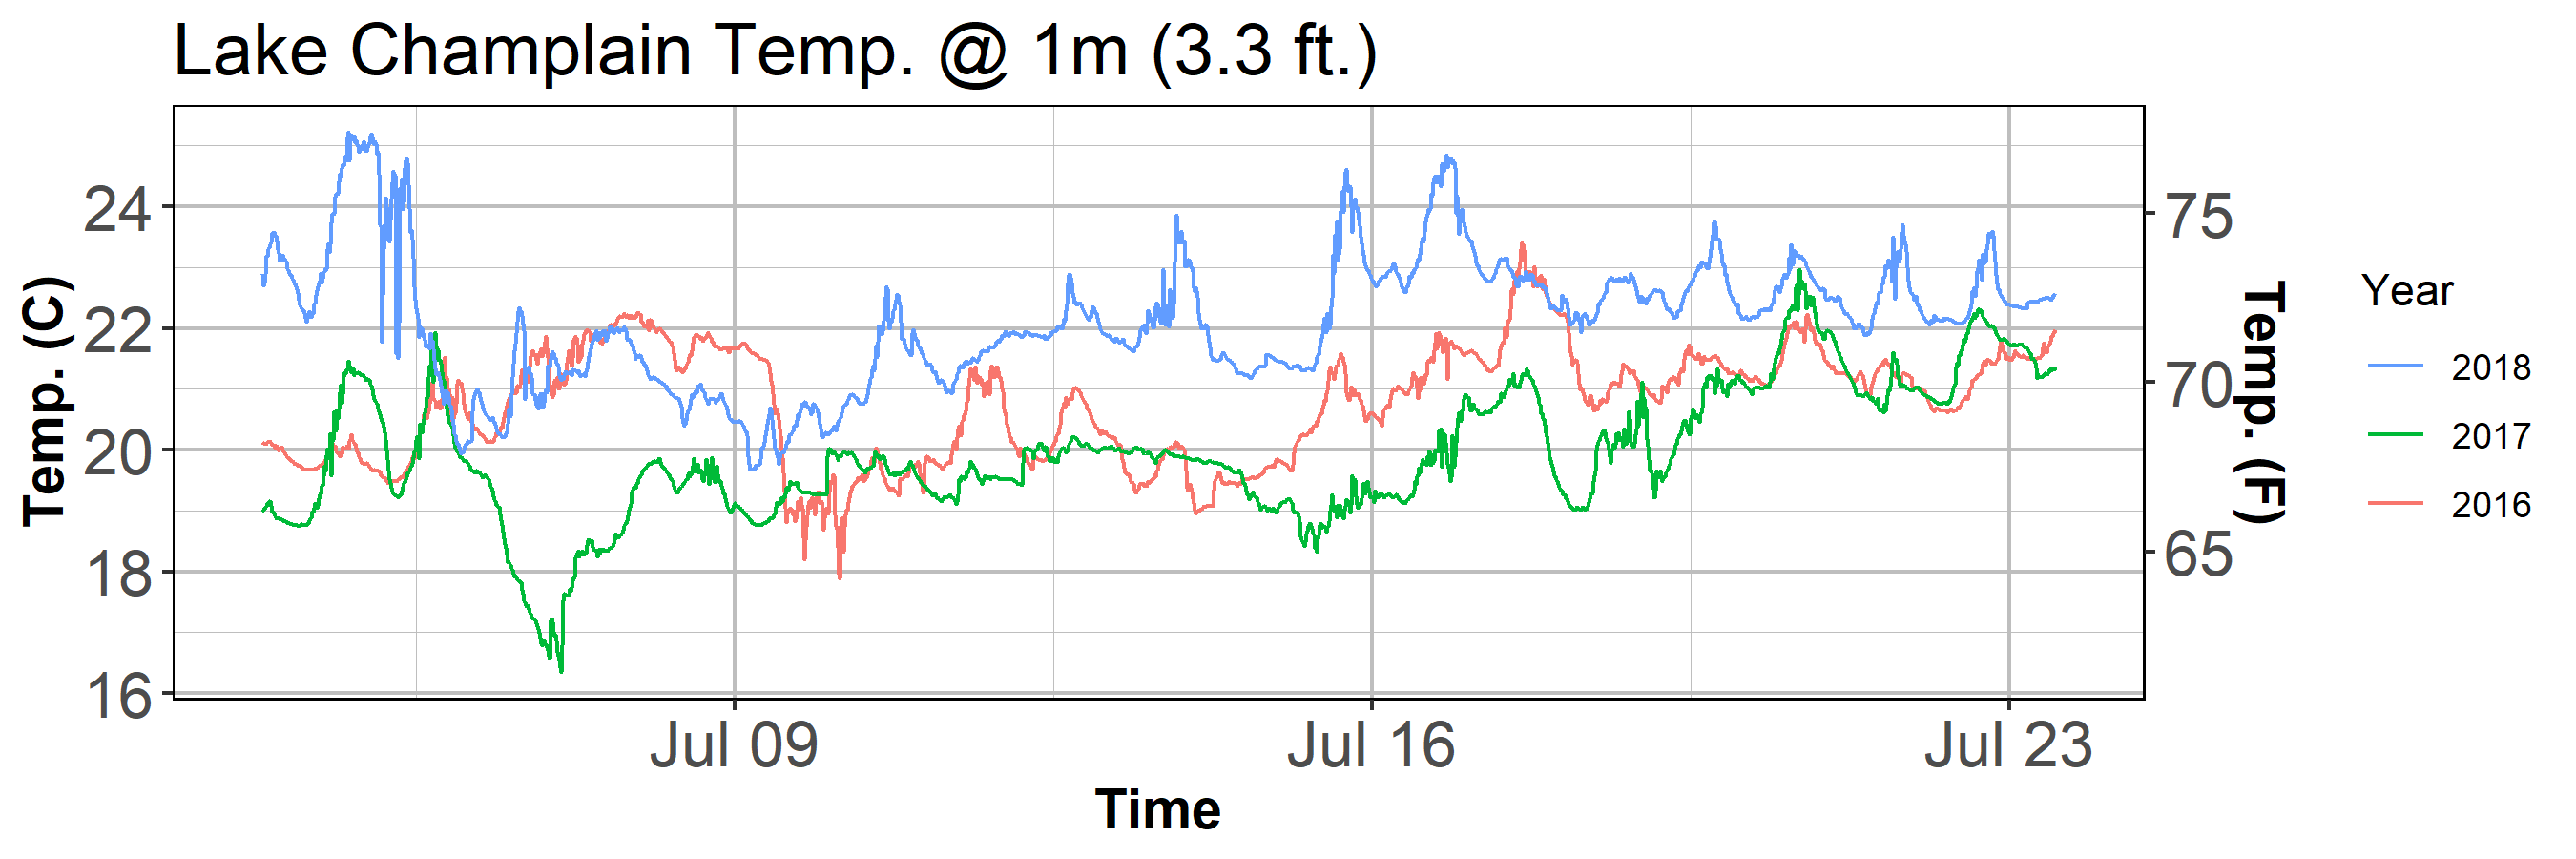 Lake Champlain Temp. @ 1m (3.3 ft.)
Temp. (C)
24
22
20
18
16
75
70
65
Temp. (F)
Jul 09
Jul 16
Jul 23
Time
Year
2018
2017
2016